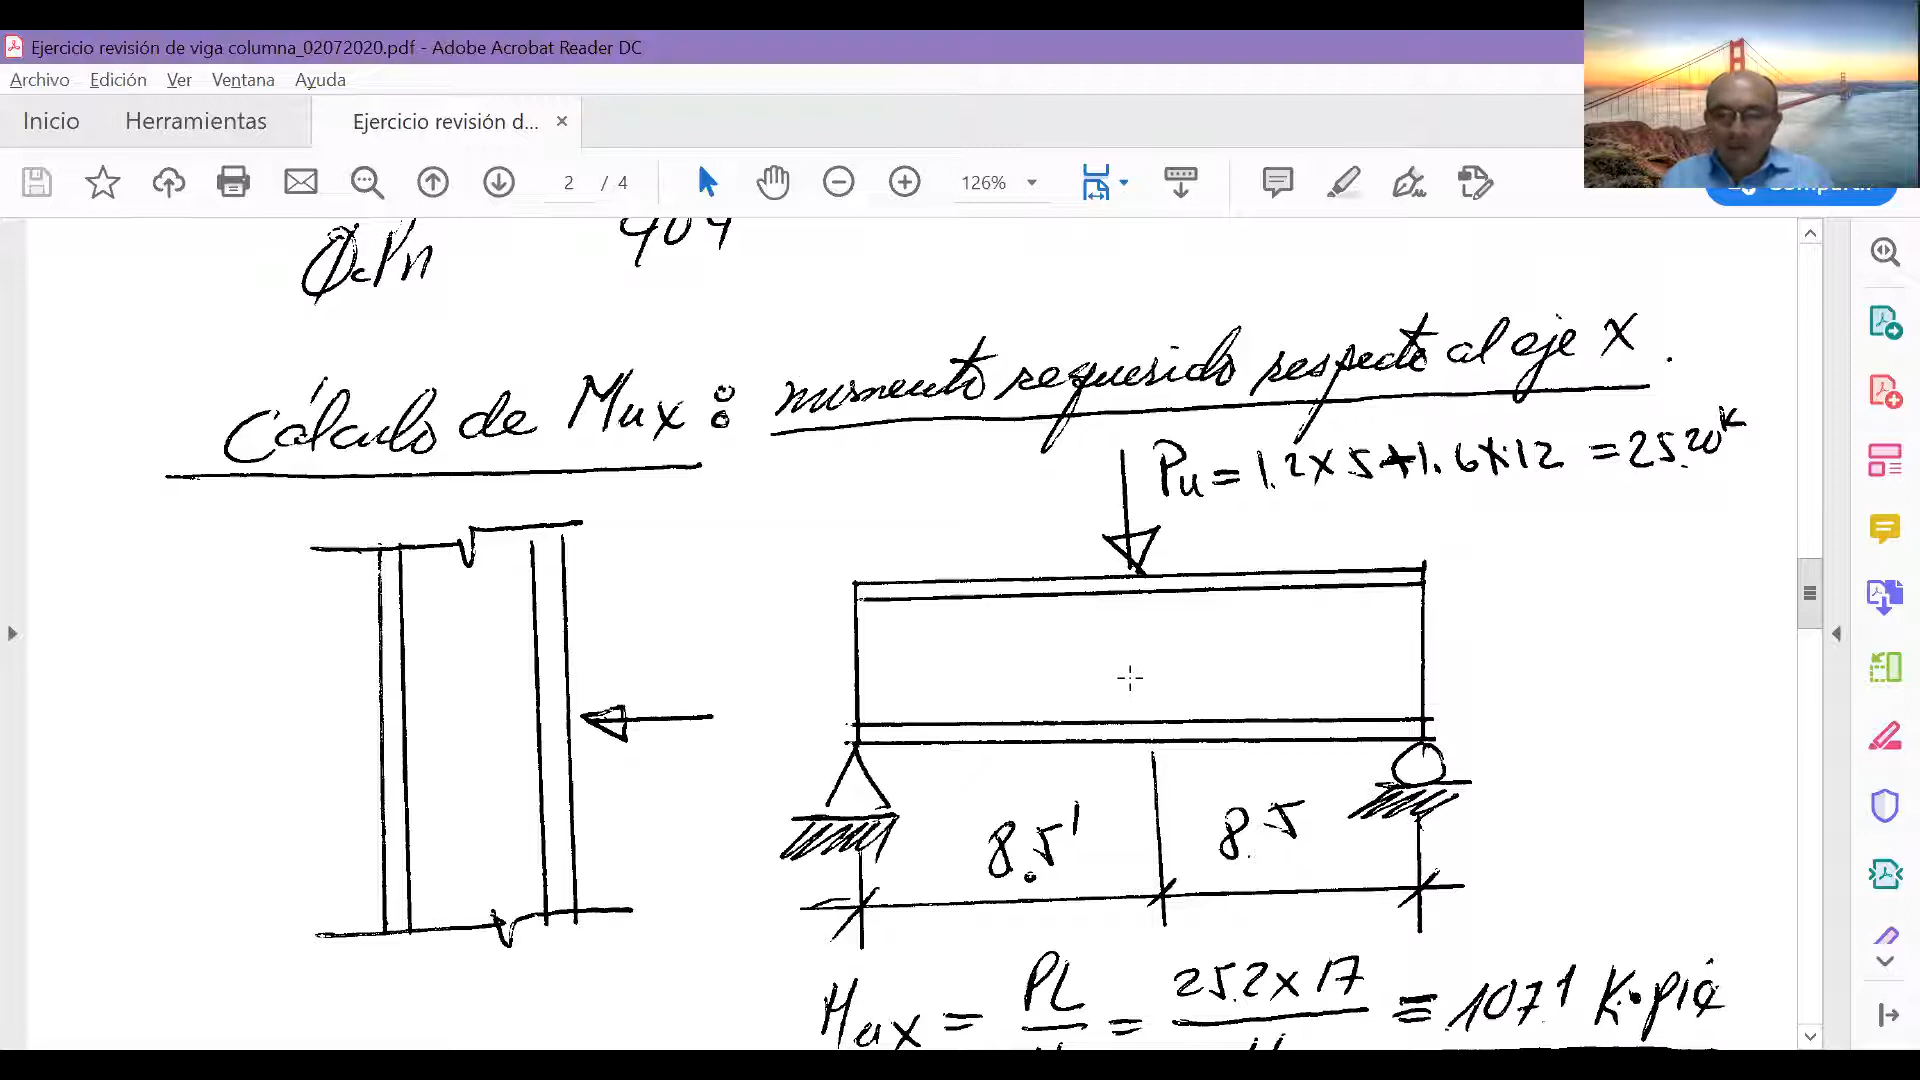 Ejercicio revisión de viga columna_02072020.pdf - Adobe Acrobat Reader DC
Archivo Edición Ver Ventana Ayuda
Inicio Herramientas Ejercicio revisión d... ×
2 / 4 126%
ØcPn 404
Cálculo de Mux: momento requerido respecto al eje X.
Pu = 1.2x5+1.6x12 = 25.20K
8.5' 8.5
Mux = PL = 25.2x17 = 107.1 K.pie